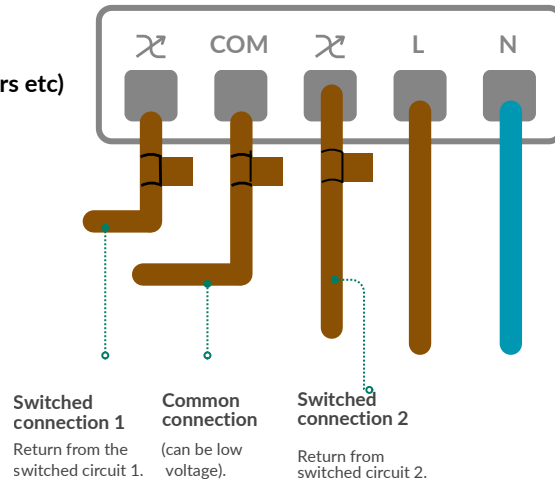 COM L N
rs etc)
Switched
connection 1
Return from the
switched circuit 1.
Common
connection
(can be low
voltage).
Switched
connection 2
Return from
switched circuit 2.